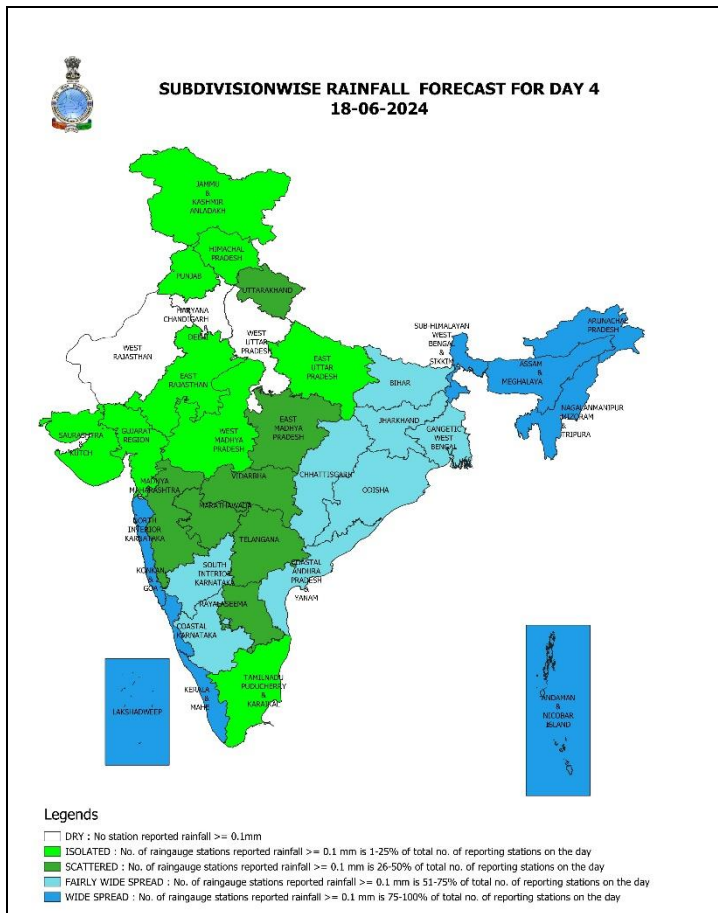 SUBDIVISIONWISE RAINFALL FORECAST FOR DAY 4
18-06-2024
JAMMU
&
KASHMIR
ANLADAKH
HIMACHAL
PRADESH
PUNJAB
UTTARAKHAND
HARYANA
CHANDIGARH
&
DELHI
WEST
RAJASTHAN
WEST
UTTAR
PRADESH
SUB-HIMALAYAN
WEST
BENGAL
&
SIKKIM
ARUNACHAL
PRADESH
EAST
RAJASTHAN
EAST
UTTAR
PRADESH
BIHAR
ASSAM
&
MEGHALAYA
NAGALANMANIPUR
MIZORAM
&
TRIPURA
SAURASHTRA
&
KUTCH
GUJARAT
REGION
WEST
MADHYA
PRADESH
EAST
MADHYA
PRADESH
JHARKHAND
GANGETIC
WEST
BENGAL
MADHYA
MAHARASHTRA
VIDARBHA
CHHATTISGARH
ODISHA
MARATHAWADA
NORTH
INTERIOR
KARNATAKA
TELANGANA
KONKAN
&
GOA
SOUTH
INTERIOR
KARNATAKA
COASTAL
ANDHRA
PRADESH
&
YANAM
RAYALASEEMA
COASTAL
KARNATAKA
TAMILNADU
PUDUCHERRY
&
KARAIKAL
KERALA
&
MAHE
LAKSHADWEEP
ANDAMAN
&
NICOBAR
ISLAND
Legends
DRY : No station reported rainfall >= 0.1mm
ISOLATED : No. of raingauge stations reported rainfall >= 0.1 mm is 1-25% of total no. of reporting stations on the day
SCATTERED : No. of raingauge stations reported rainfall >= 0.1 mm is 26-50% of total no. of reporting stations on the day
FAIRLY WIDE SPREAD : No. of raingauge stations reported rainfall >= 0.1 mm is 51-75% of total no. of reporting stations on the day
WIDE SPREAD : No. of raingauge stations reported rainfall >= 0.1 mm is 75-100% of total no. of reporting stations on the day